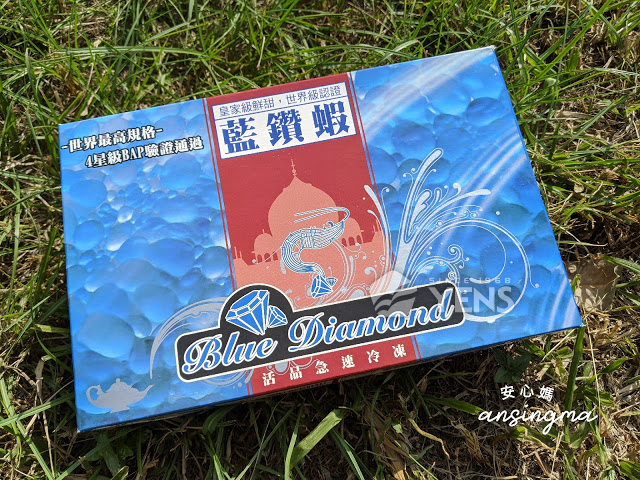 皇家級鮮甜，世界級認證
藍鑽蝦
-世界最高規格-
4星級BAP驗證通過
Blue Diamond
活品急速冷凍
安心媽
ansingma